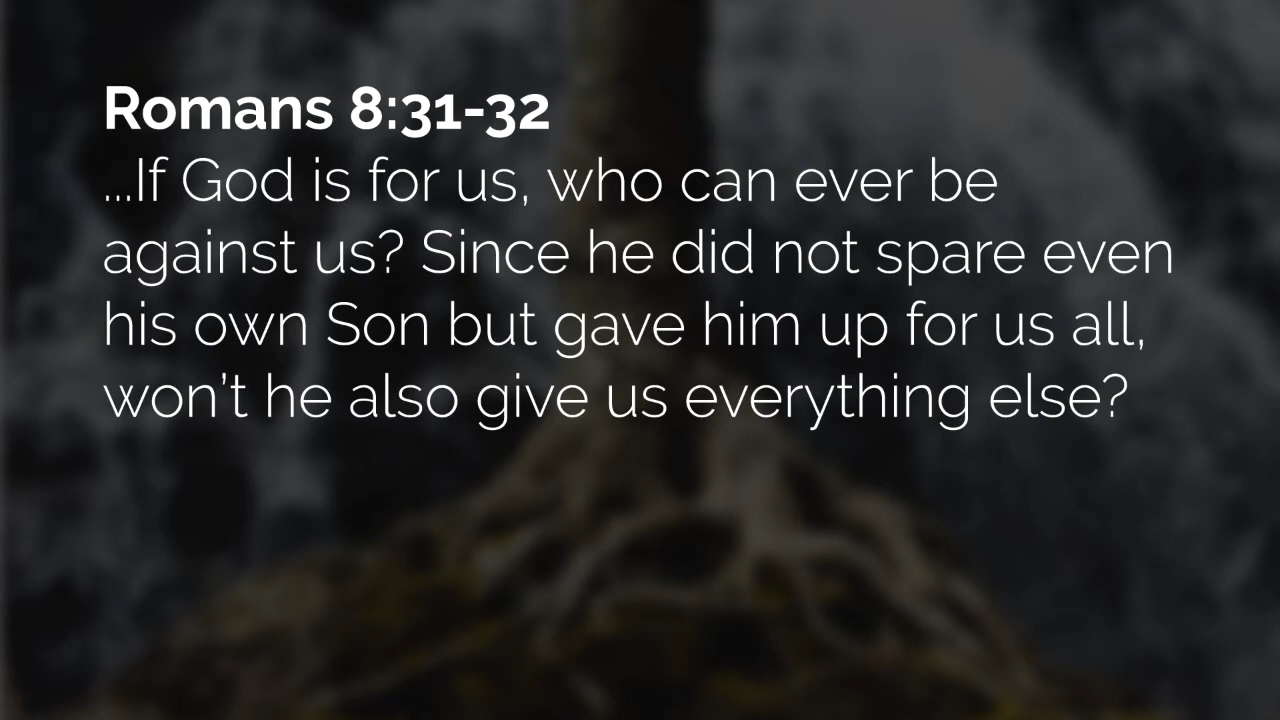 Romans 8:31-32
...If God is for us, who can ever be
against us? Since he did not spare even
his own Son but gave him up for us all,
won’t he also give us everything else?